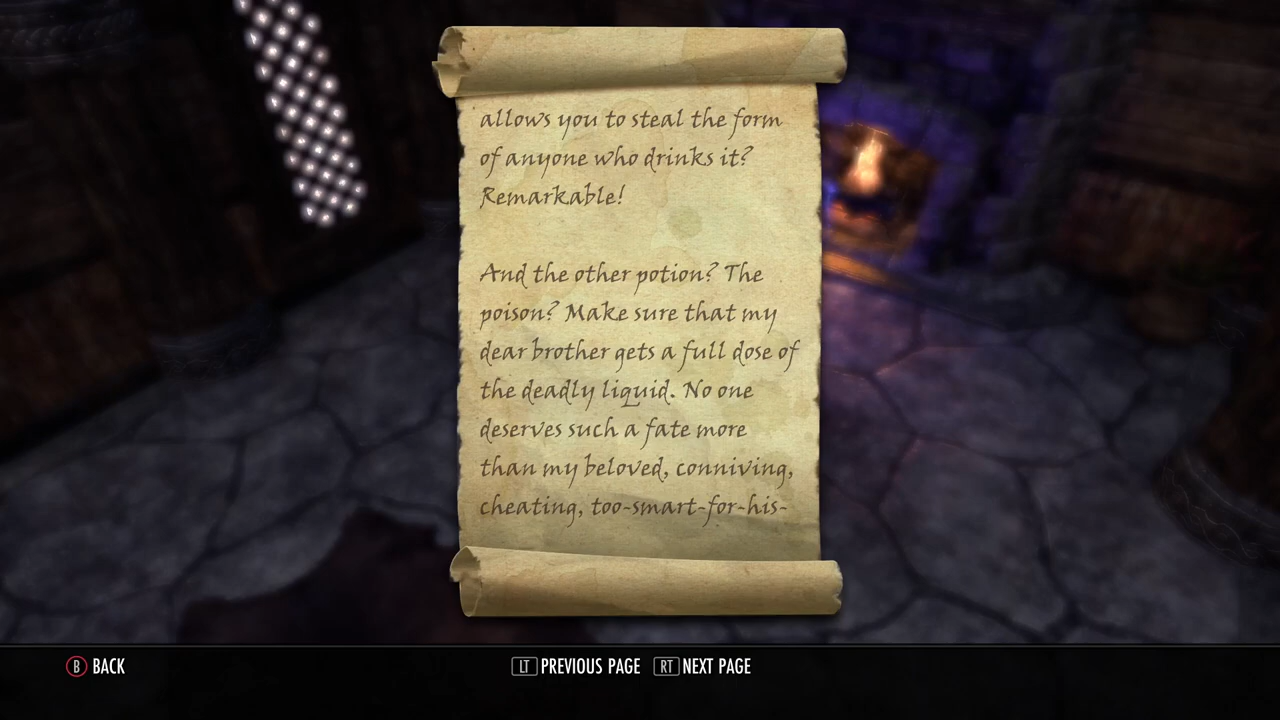 allows you to steal the form
of anyone who drinks it?
Remarkable!
And the other potion? The
poison? Make sure that my
dear brother gets a full dose of
the deadly liquid. No one
deserves such a fate more
than my beloved, conniving,
cheating, too-smart-for-his-
B BACK
LT PREVIOUS PAGE RT NEXT PAGE